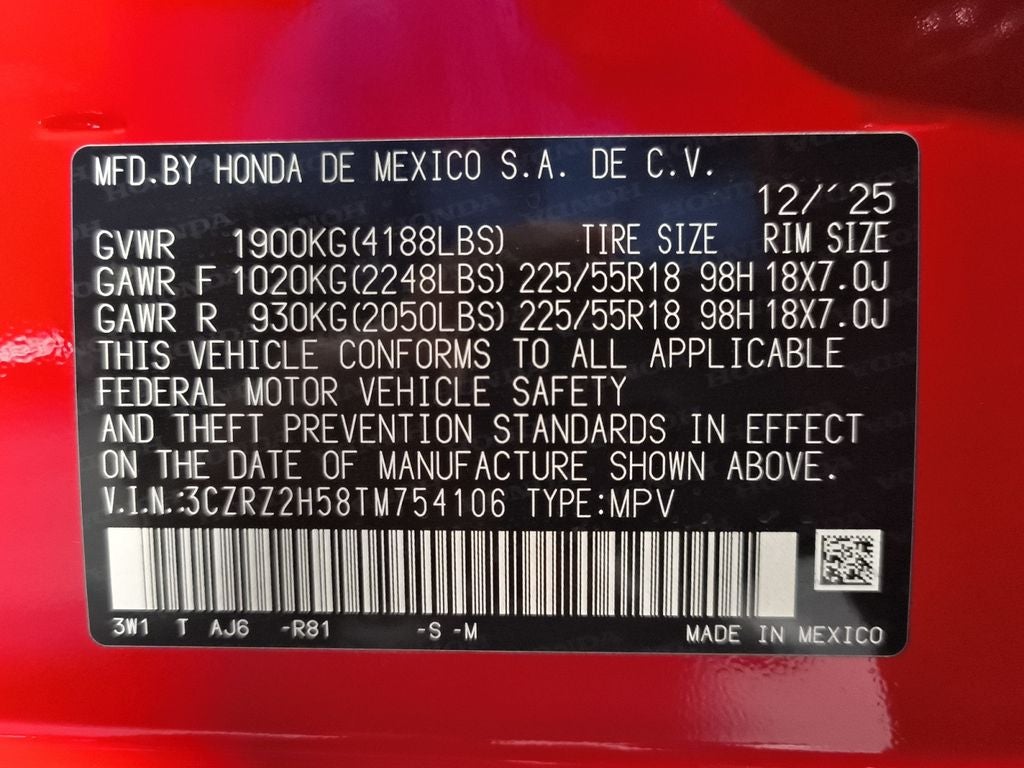 MFD.BY HONDA DE MEXICO S.A. DE C.V.
12/´25
GVWR 1900KG(4188LBS) TIRE SIZE RIM SIZE
GAWR F 1020KG(2248LBS) 225/55R18 98H 18X7.0J
GAWR R 930KG(2050LBS) 225/55R18 98H 18X7.0J
THIS VEHICLE CONFORMS TO ALL APPLICABLE
FEDERAL MOTOR VEHICLE SAFETY
AND THEFT PREVENTION STANDARDS IN EFFECT
ON THE DATE OF MANUFACTURE SHOWN ABOVE.
V.I.N.:3CZRZ2H58TM754106 TYPE:MPV
3W1 T AJ6 -R81 -S -M MADE IN MEXICO